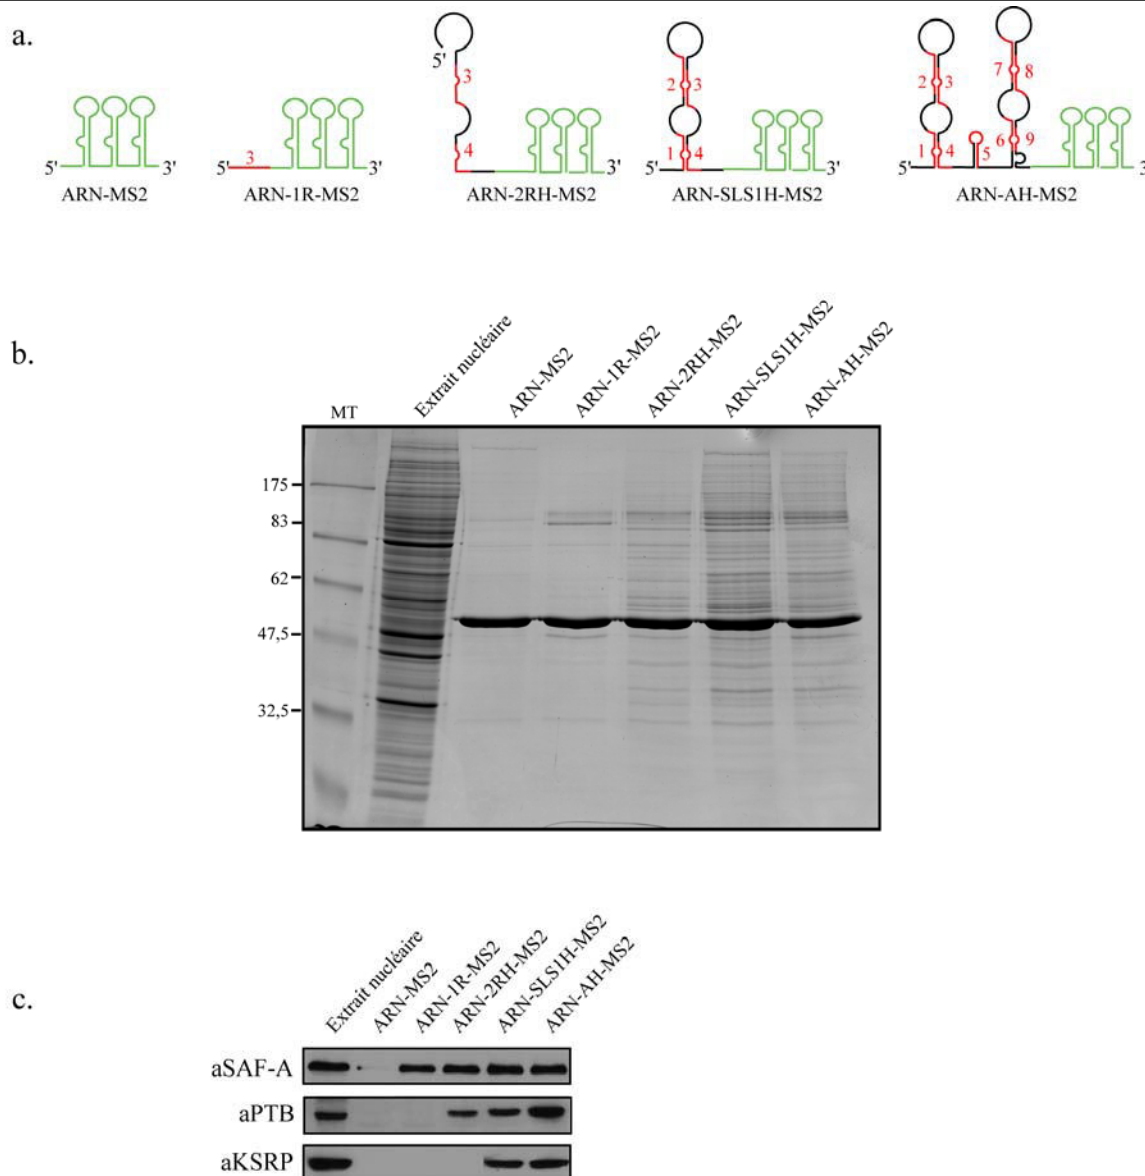 a.
5' 3'
ARN-MS2
5' 3 3'
ARN-1R-MS2
5' 3 4 3'
ARN-2RH-MS2
2 3
5' 1 4 3'
ARN-SLS1H-MS2
2 3 7 8
5' 1 4 5 6 9 3'
ARN-AH-MS2
b.
MT
Extrait nucléaire
ARN-MS2
ARN-1R-MS2
ARN-2RH-MS2
ARN-SLS1H-MS2
ARN-AH-MS2
175
83
62
47,5
32,5
c.
Extrait nucléaire
ARN-MS2
ARN-1R-MS2
ARN-2RH-MS2
ARN-SLS1H-MS2
ARN-AH-MS2
aSAF-A
aPTB
aKSRP